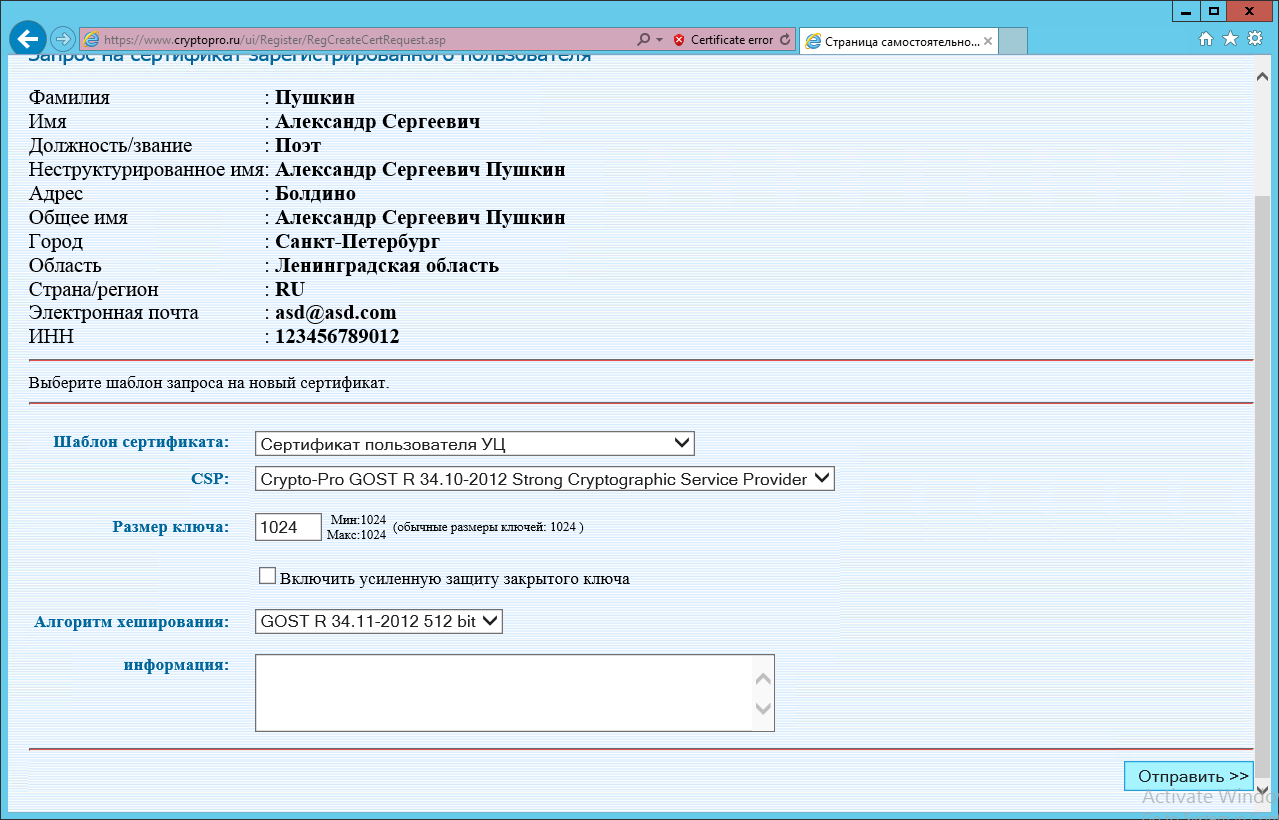 https://www.cryptopro.ru/ui/Register/RegCreateCertRequest.asp Certificate error Страница самостоятельно...
Запрос на сертификат зарегистрированного пользователя
Фамилия : Пушкин
Имя : Александр Сергеевич
Должность/звание : Поэт
Неструктурированное имя: Александр Сергеевич Пушкин
Адрес : Болдино
Общее имя : Александр Сергеевич Пушкин
Город : Санкт-Петербург
Область : Ленинградская область
Страна/регион : RU
Электронная почта : asd@asd.com
ИНН : 123456789012
Выберите шаблон запроса на новый сертификат.
Шаблон сертификата: Сертификат пользователя УЦ
CSP: Crypto-Pro GOST R 34.10-2012 Strong Cryptographic Service Provider
Размер ключа: 1024 Мин:1024 (обычные размеры ключей: 1024 )
Макс:1024
Включить усиленную защиту закрытого ключа
Алгоритм хеширования: GOST R 34.11-2012 512 bit
информация:
Отправить >>
Activate Windo